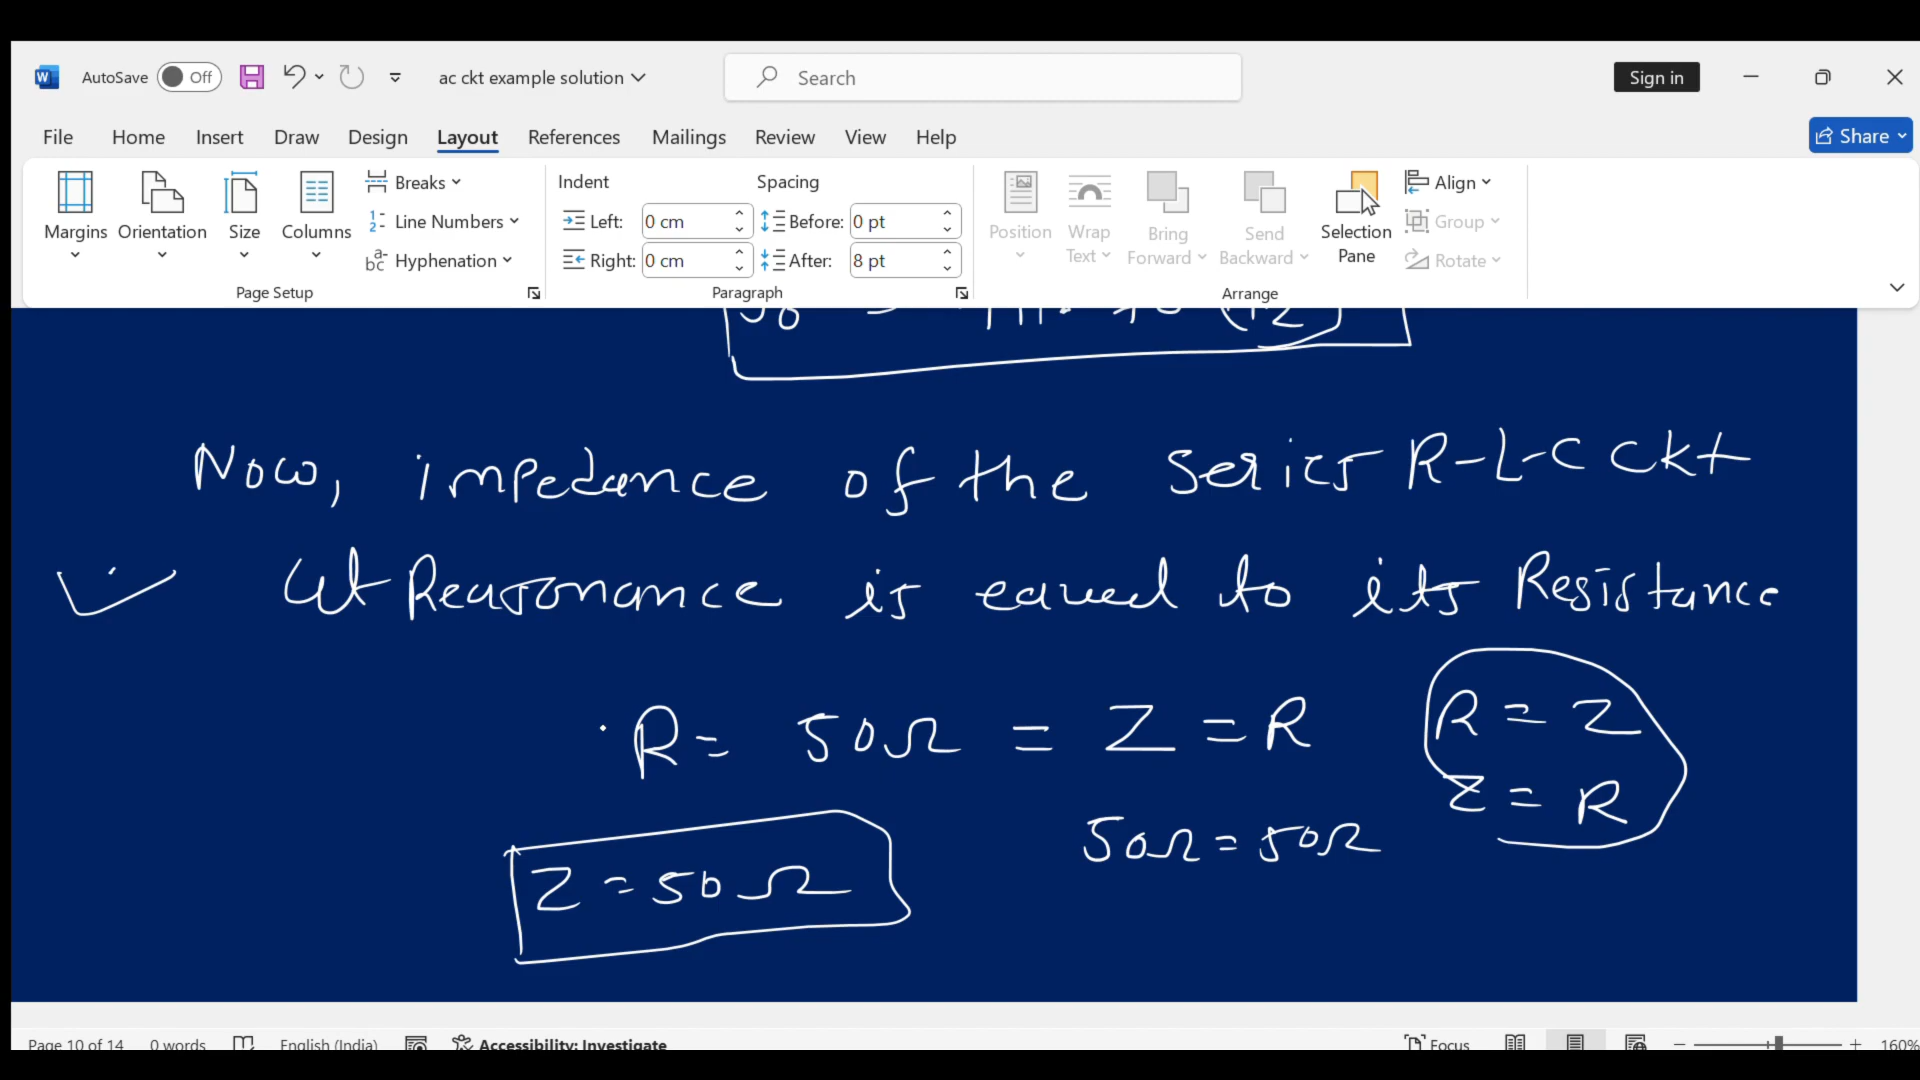 AutoSave Off ac ckt example solution Search Sign in
File Home Insert Draw Design Layout References Mailings Review View Help Share
Margins Orientation Size Columns Breaks Line Numbers Hyphenation
Page Setup
Indent Spacing
Left: 0 cm Before: 0 pt
Right: 0 cm After: 8 pt
Paragraph
Position Wrap Text Bring Forward Send Backward Selection Pane Align Group Rotate
Arrange
Now, impedance of the series R-L-C ckt
at Reasonance is equal to its Resistance
R = 50Ω = Z = R
R = Z
Z = R
50Ω = 50Ω
Z = 50Ω
Page 10 of 14 0 words English (India) Accessibility: Investigate Focus 160%